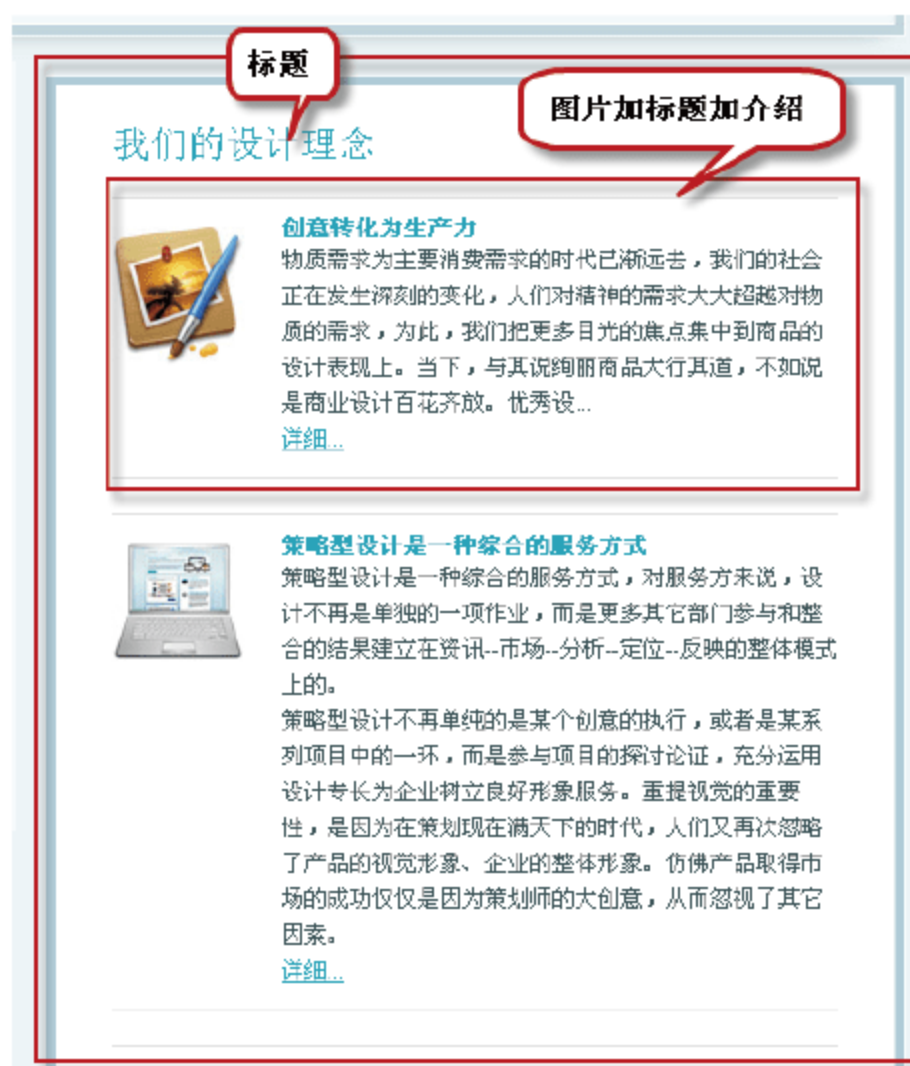 标题
图片加标题加介绍
我们的设计理念
创意转化为生产力
物质需求为主要消费需求的时代已渐远去，我们的社会
正在发生深刻的变化，人们对精神的需求大大超越对物
质的需求，为此，我们把更多目光的焦点集中到商品的
设计表现上。当下，与其说绚丽商品大行其道，不如说
是商业设计百花齐放。优秀设...
详细...
策略型设计是一种综合的服务方式
策略型设计是一种综合的服务方式，对服务方来说，设
计不再是单独的一项作业，而是更多其它部门参与和整
合的结果建立在资讯--市场--分析--定位--反映的整体模式
上的。
策略型设计不再单纯的是某个创意的执行，或者是某系
列项目中的一环，而是参与项目的探讨论证，充分运用
设计专长为企业树立良好形象服务。重提视觉的重要
性，是因为在策划现在满天下的时代，人们又再次忽略
了产品的视觉形象、企业的整体形象。仿佛产品取得市
场的成功仅仅是因为策划师的大创意，从而忽视了其它
因素。
详细...